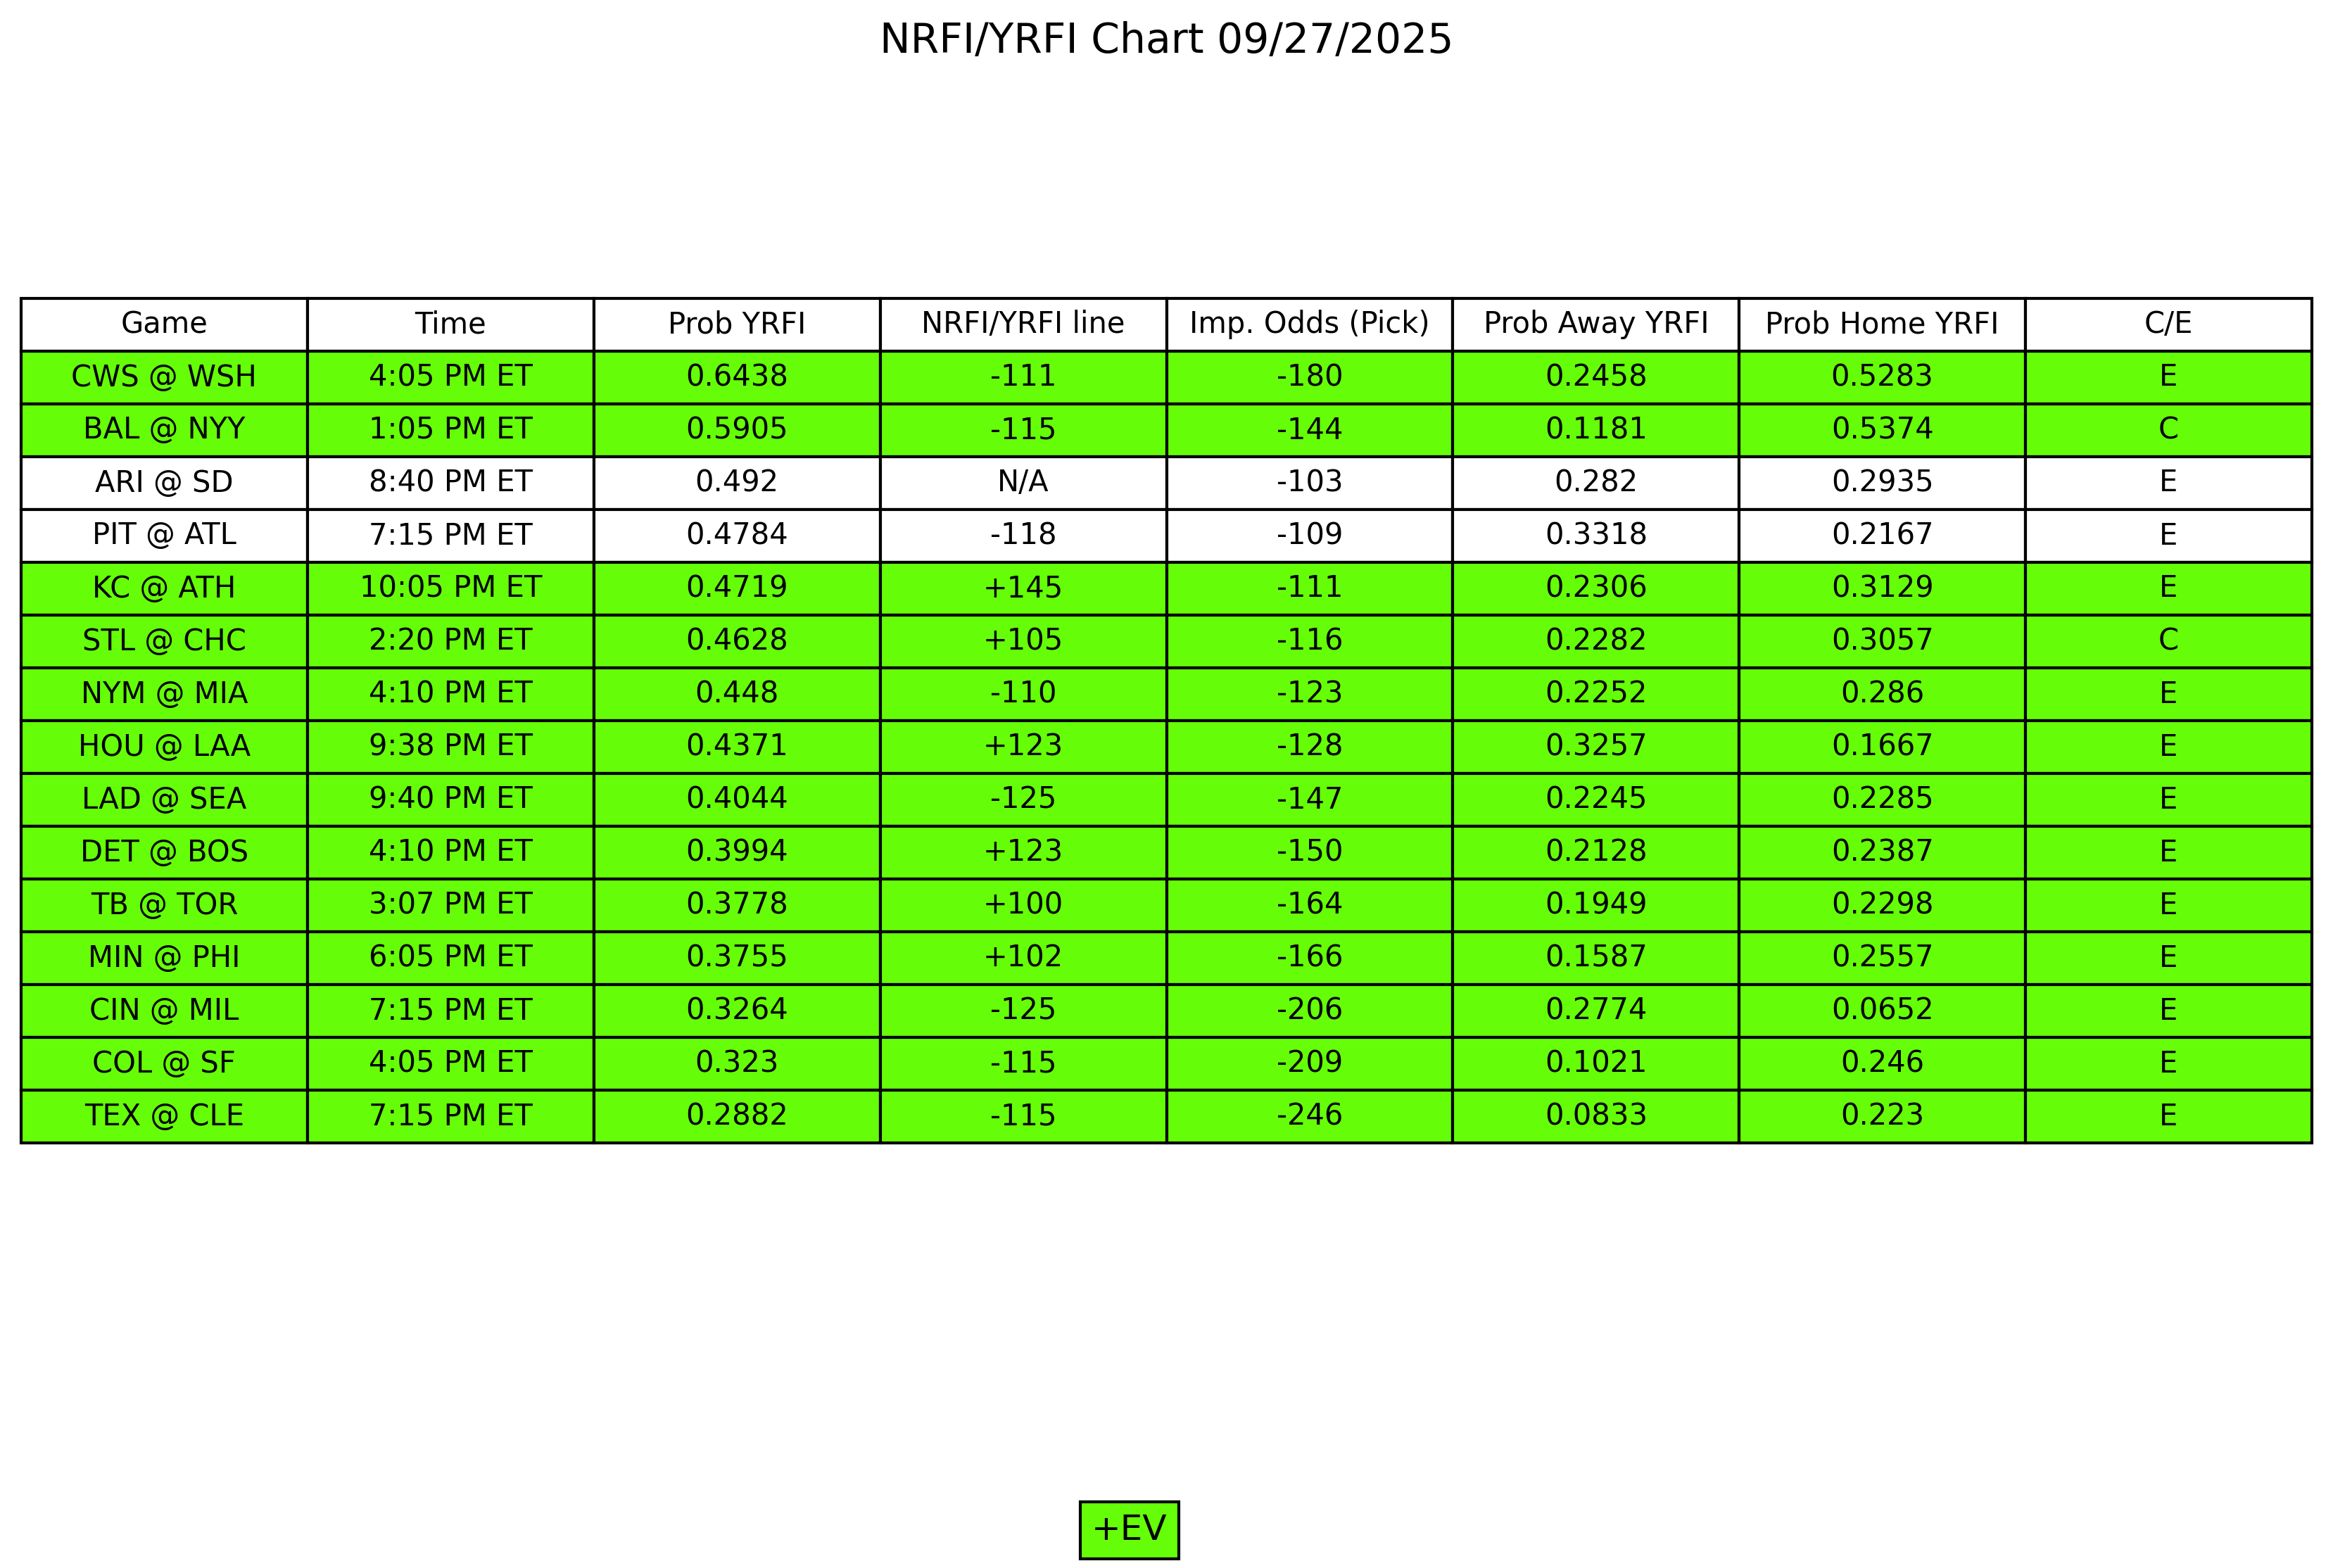 NRFI/YRFI Chart 09/27/2025
Game Time Prob YRFI NRFI/YRFI line Imp. Odds (Pick) Prob Away YRFI Prob Home YRFI C/E
CWS @ WSH 4:05 PM ET 0.6438 -111 -180 0.2458 0.5283 E
BAL @ NYY 1:05 PM ET 0.5905 -115 -144 0.1181 0.5374 C
ARI @ SD 8:40 PM ET 0.492 N/A -103 0.282 0.2935 E
PIT @ ATL 7:15 PM ET 0.4784 -118 -109 0.3318 0.2167 E
KC @ ATH 10:05 PM ET 0.4719 +145 -111 0.2306 0.3129 E
STL @ CHC 2:20 PM ET 0.4628 +105 -116 0.2282 0.3057 C
NYM @ MIA 4:10 PM ET 0.448 -110 -123 0.2252 0.286 E
HOU @ LAA 9:38 PM ET 0.4371 +123 -128 0.3257 0.1667 E
LAD @ SEA 9:40 PM ET 0.4044 -125 -147 0.2245 0.2285 E
DET @ BOS 4:10 PM ET 0.3994 +123 -150 0.2128 0.2387 E
TB @ TOR 3:07 PM ET 0.3778 +100 -164 0.1949 0.2298 E
MIN @ PHI 6:05 PM ET 0.3755 +102 -166 0.1587 0.2557 E
CIN @ MIL 7:15 PM ET 0.3264 -125 -206 0.2774 0.0652 E
COL @ SF 4:05 PM ET 0.323 -115 -209 0.1021 0.246 E
TEX @ CLE 7:15 PM ET 0.2882 -115 -246 0.0833 0.223 E
+EV